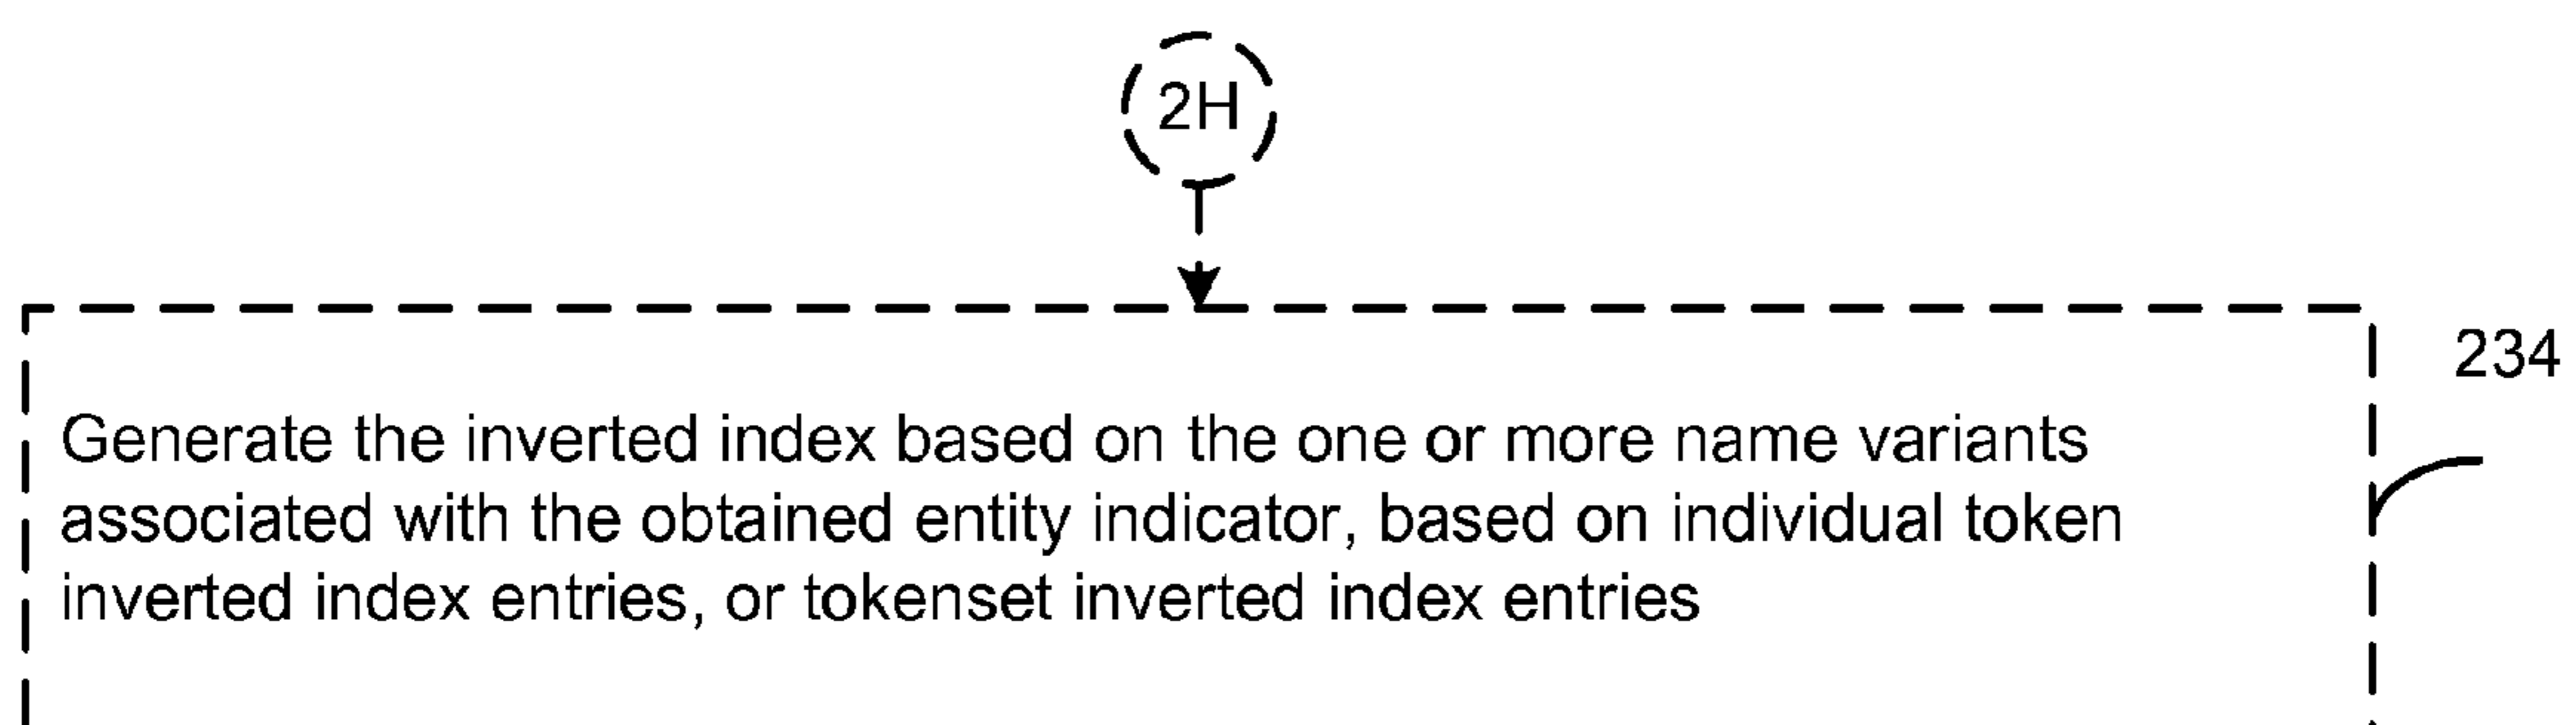 2H
234
Generate the inverted index based on the one or more name variants
associated with the obtained entity indicator, based on individual token
inverted index entries, or tokenset inverted index entries